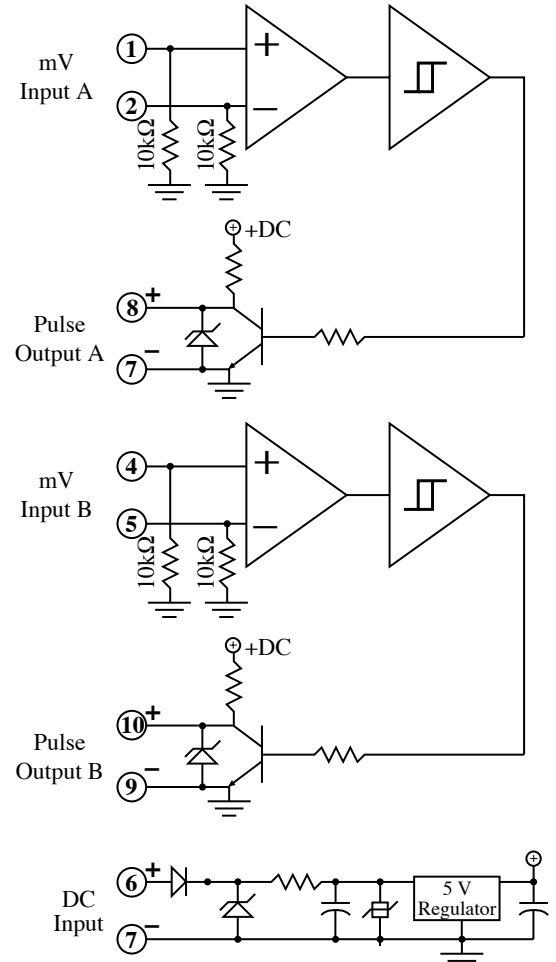 mV
Input A
1
+
2
−
10kΩ
10kΩ
+
+DC
Pulse
Output A
8
+
7
−
mV
Input B
4
+
5
−
10kΩ
10kΩ
+
+DC
Pulse
Output B
10
+
9
−
DC
Input
6
+
7
−
5 V
Regulator
+